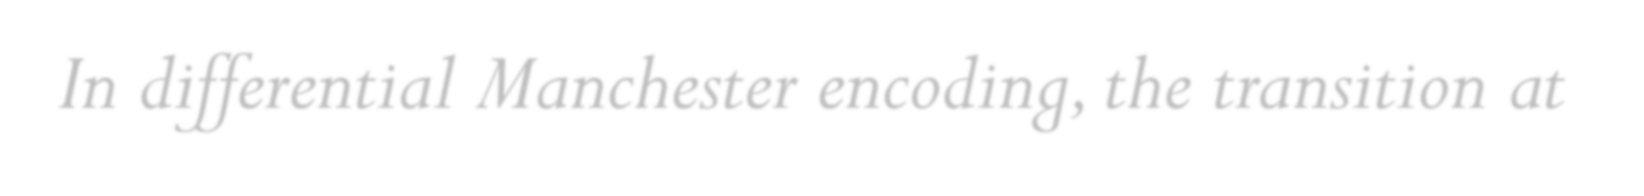 In differential Manchester encoding, the transition at